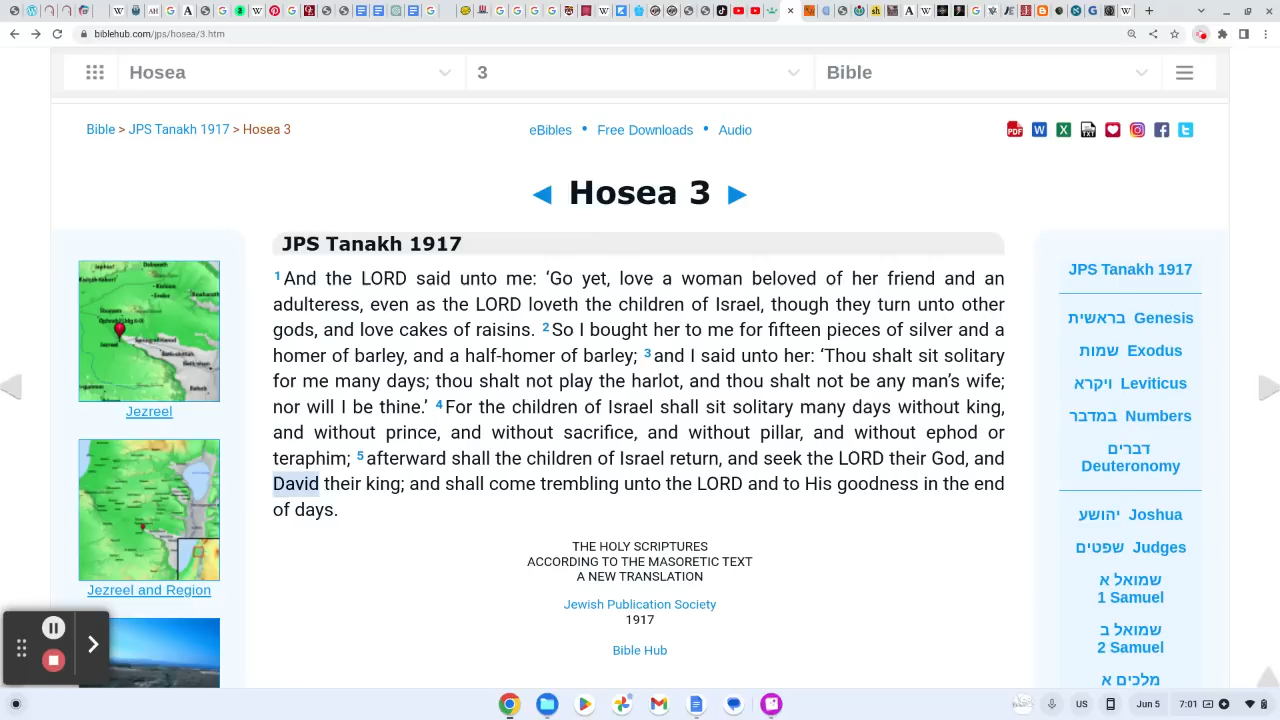 biblehub.com/jps/hosea/3.htm
Hosea
3
Bible
Bible > JPS Tanakh 1917 > Hosea 3
eBibles • Free Downloads • Audio
◄ Hosea 3 ►
JPS Tanakh 1917
1 And the LORD said unto me: ‘Go yet, love a woman beloved of her friend and an
adulteress, even as the LORD loveth the children of Israel, though they turn unto other
gods, and love cakes of raisins. 2 So I bought her to me for fifteen pieces of silver and a
homer of barley, and a half-homer of barley; 3 and I said unto her: ‘Thou shalt sit solitary
for me many days; thou shalt not play the harlot, and thou shalt not be any man’s wife;
nor will I be thine.’ 4 For the children of Israel shall sit solitary many days without king,
and without prince, and without sacrifice, and without pillar, and without ephod or
teraphim; 5 afterward shall the children of Israel return, and seek the LORD their God, and
David their king; and shall come trembling unto the LORD and to His goodness in the end
of days.
THE HOLY SCRIPTURES
ACCORDING TO THE MASORETIC TEXT
A NEW TRANSLATION
Jewish Publication Society
1917
Bible Hub
Jezreel
Jezreel
Jezreel and Region
JPS Tanakh 1917
בראשית Genesis
שמות Exodus
ויקרא Leviticus
במדבר Numbers
דברים
Deuteronomy
יהושע Joshua
שפטים Judges
שמואל א
1 Samuel
שמואל ב
2 Samuel
מלכים א
US
Jun 5
7:01